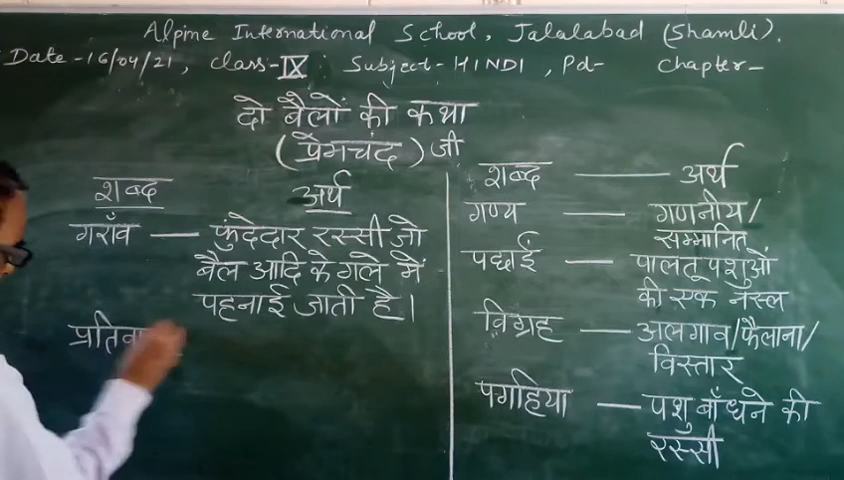 Alpine International School, Jalalabad (Shamli).
Date - 16/04/21, class - IX Subject - HINDI, Pd - Chapter -
दो बैलों की कथा
(प्रेमचंद) जी
शब्द अर्थ
गराँव — फुंदेदार रस्सी जो
बैल आदि के गले में
पहनाई जाती है।
प्रतिवा
शब्द — अर्थ
गण्य — गणनीय/
सम्मानित
पछाईं — पालतू पशुओं
की एक नस्ल
विग्रह — अलगाव/फैलाना/
विस्तार
पगहिया — पशु बाँधने की
रस्सी